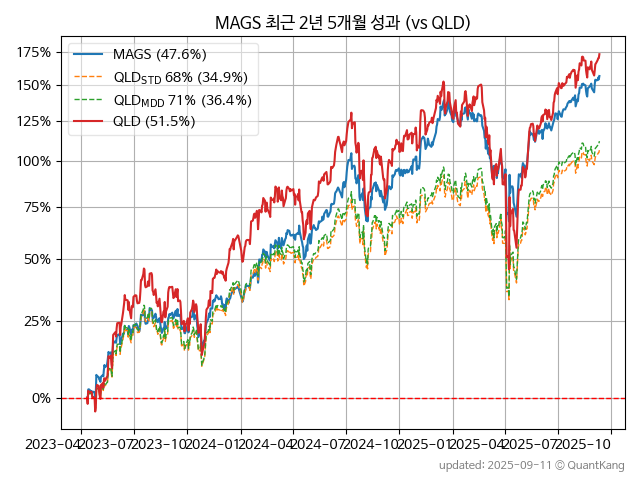 MAGS 최근 2년 5개월 성과 (vs QLD)
MAGS (47.6%)
QLD_STD 68% (34.9%)
QLD_MDD 71% (36.4%)
QLD (51.5%)
175%
150%
125%
100%
75%
50%
25%
0%
2023-04 2023-07 2023-10 2024-01 2024-04 2024-07 2024-10 2025-01 2025-04 2025-07 2025-10
updated: 2025-09-11 © QuantKang